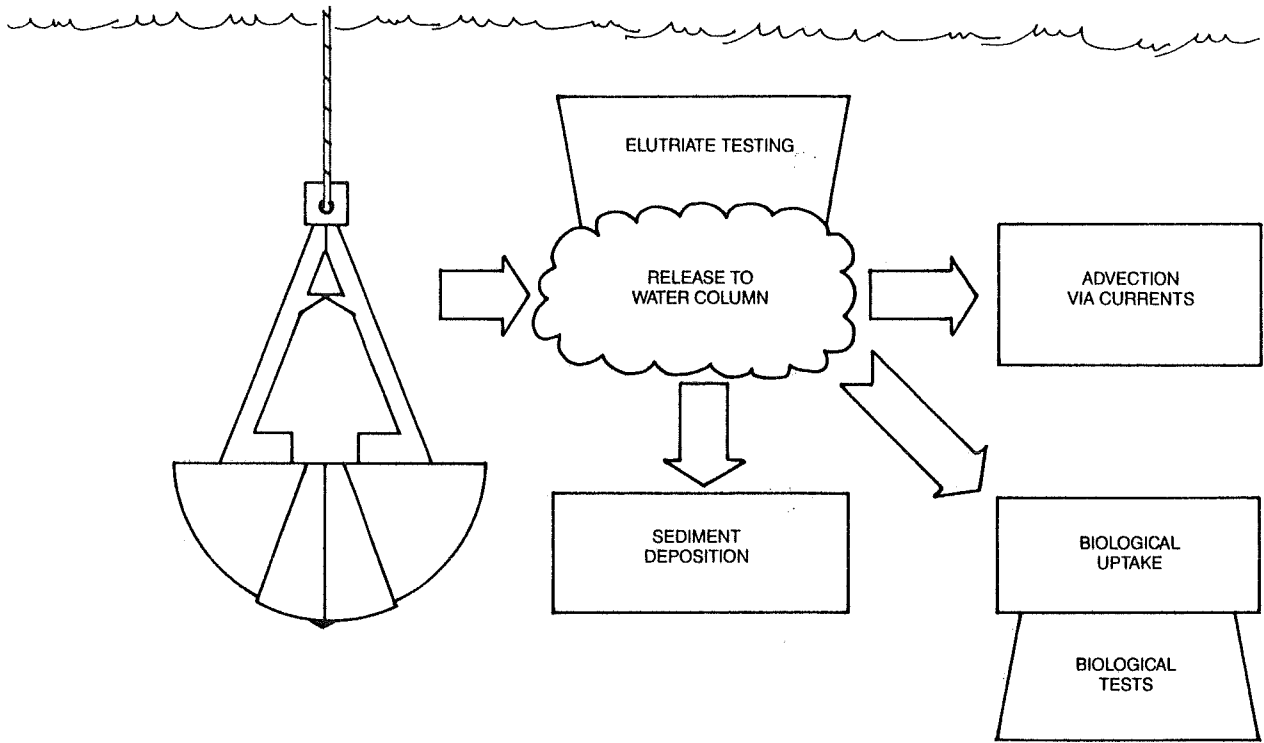 ELUTRIATE TESTING
RELEASE TO
WATER COLUMN
ADVECTION
VIA CURRENTS
SEDIMENT
DEPOSITION
BIOLOGICAL
UPTAKE
BIOLOGICAL
TESTS